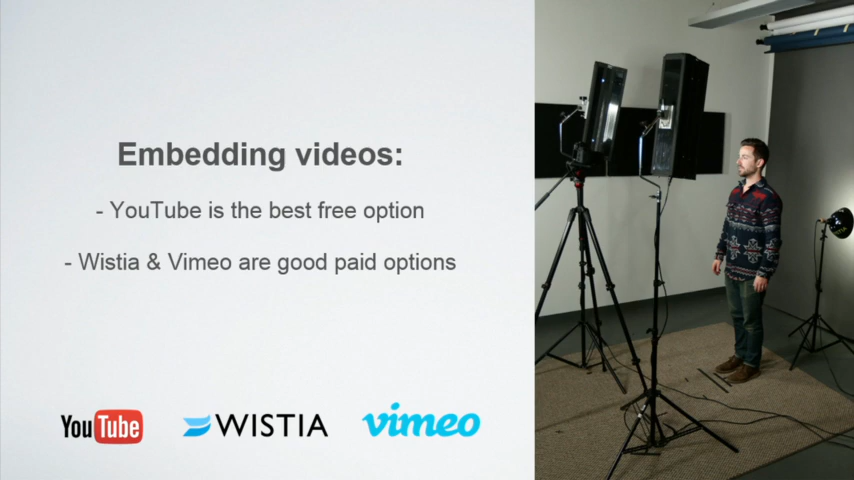 Embedding videos:
- YouTube is the best free option
- Wistia & Vimeo are good paid options
YouTube WISTIA vimeo